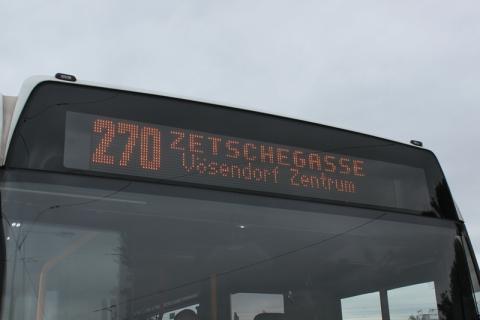 270 ZETSCHEGASSE
Vösendorf Zentrum